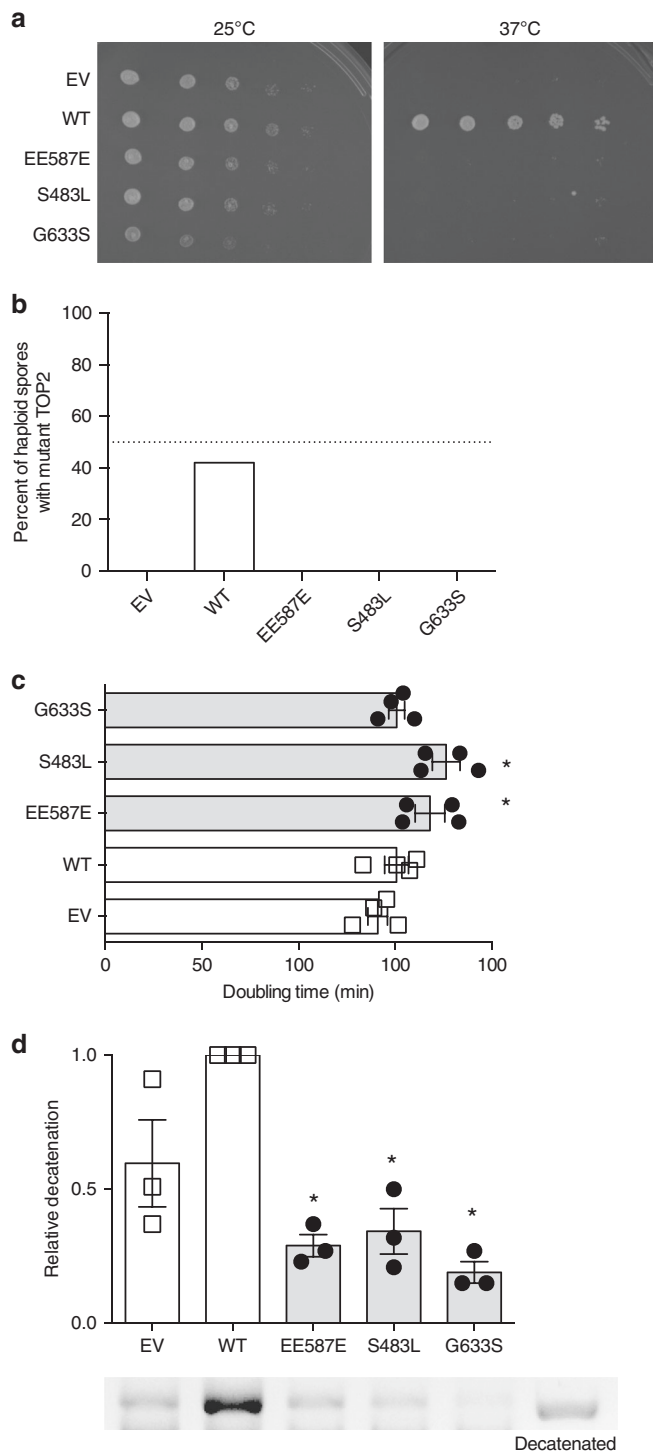 a
25°C
37°C
EV
WT
EE587E
S483L
G633S
b
100
80
60
40
20
0
Percent of haploid spores
with mutant TOP2
EV
WT
EE587E
S483L
G633S
c
G633S
S483L
*
EE587E
*
WT
EV
0
50
100
100
100
Doubling time (min)
d
1.0
0.5
0.0
Relative decatenation
*
*
*
EV
WT
EE587E
S483L
G633S
Decatenated